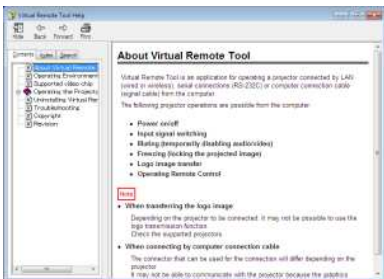 Virtual Remote Tool Help
Hide Back Forward Print
Contents Index Search
About Virtual Remote
Operating Environment
Supported video chip
Operating the Projecto
Uninstalling Virtual Rer
Troubleshooting
Copyright
Revision
About Virtual Remote Tool
Virtual Remote Tool is an application for operating a projector connected by LAN
(wired or wireless), serial connections (RS-232C) or computer connection cable
(signal cable) from the computer.
The following projector operations are possible from the computer.
• Power on/off
• Input signal switching
• Muting (temporarily disabling audio/video)
• Freezing (locking the projected image)
• Logo image transfer
• Operating Remote Control
Note
• When transferring the logo image
Depending on the projector to be connected, it may not be possible to use the
logo transmission function.
Check the supported projectors.
• When connecting by computer connection cable
The connector that can be used for the connection will differ depending on the
projector.
It may not be able to communicate with the projector because the graphics